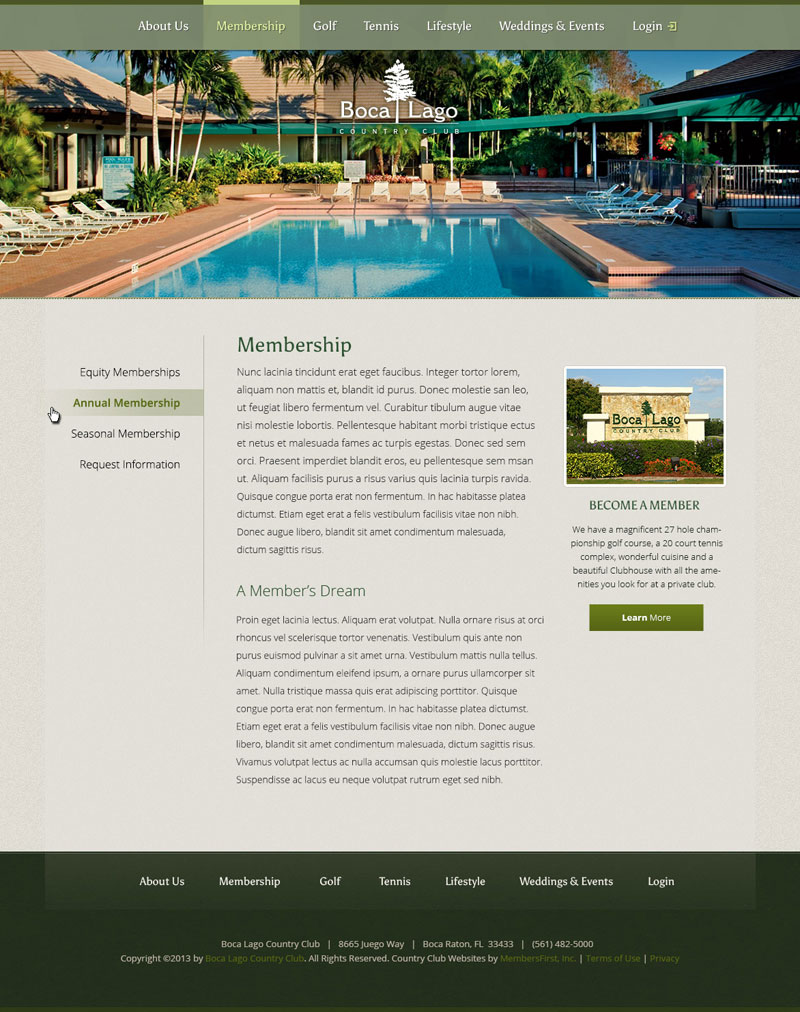 About Us Membership Golf Tennis Lifestyle Weddings & Events Login
Boca Lago
COUNTRY CLUB
Membership
Equity Memberships
Annual Membership
Seasonal Membership
Request Information
Nunc lacinia tincidunt erat eget faucibus. Integer tortor lorem,
aliquam non mattis et, blandit id purus. Donec molestie san leo,
ut feugiat libero fermentum vel. Curabitur tibulum augue vitae
nisi molestie lobortis. Pellentesque habitant morbi tristique ectus
et netus et malesuada fames ac turpis egestas. Donec sed sem
orci. Praesent imperdiet blandit eros, eu pellentesque sem msan
ut. Aliquam facilisis purus a risus varius quis lacinia turpis ravida.
Quisque congue porta erat non fermentum. In hac habitasse platea
dictumst. Etiam eget erat a felis vestibulum facilisis vitae non nibh.
Donec augue libero, blandit sit amet condimentum malesuada,
dictum sagittis risus.
A Member's Dream
Proin eget lacinia lectus. Aliquam erat volutpat. Nulla ornare risus at orci
rhoncus vel scelerisque tortor venenatis. Vestibulum quis ante non
purus euismod pulvinar a sit amet urna. Vestibulum mattis nulla tellus.
Aliquam condimentum eleifend ipsum, a ornare purus ullamcorper sit
amet. Nulla tristique massa quis erat adipiscing porttitor. Quisque
congue porta erat non fermentum. In hac habitasse platea dictumst.
Etiam eget erat a felis vestibulum facilisis vitae non nibh. Donec augue
libero, blandit sit amet condimentum malesuada, dictum sagittis risus.
Vivamus volutpat lectus ac nulla accumsan quis molestie lacus porttitor.
Suspendisse ac lacus eu neque volutpat rutrum eget sed nibh.
Boca Lago
COUNTRY CLUB
BECOME A MEMBER
We have a magnificent 27 hole cham-
pionship golf course, a 20 court tennis
complex, wonderful cuisine and a
beautiful Clubhouse with all the ame-
nities you look for at a private club.
Learn More
About Us Membership Golf Tennis Lifestyle Weddings & Events Login
Boca Lago Country Club | 8665 Juego Way | Boca Raton, FL 33433 | (561) 482-5000
Copyright ©2013 by Boca Lago Country Club. All Rights Reserved. Country Club Websites by MembersFirst, Inc. | Terms of Use | Privacy